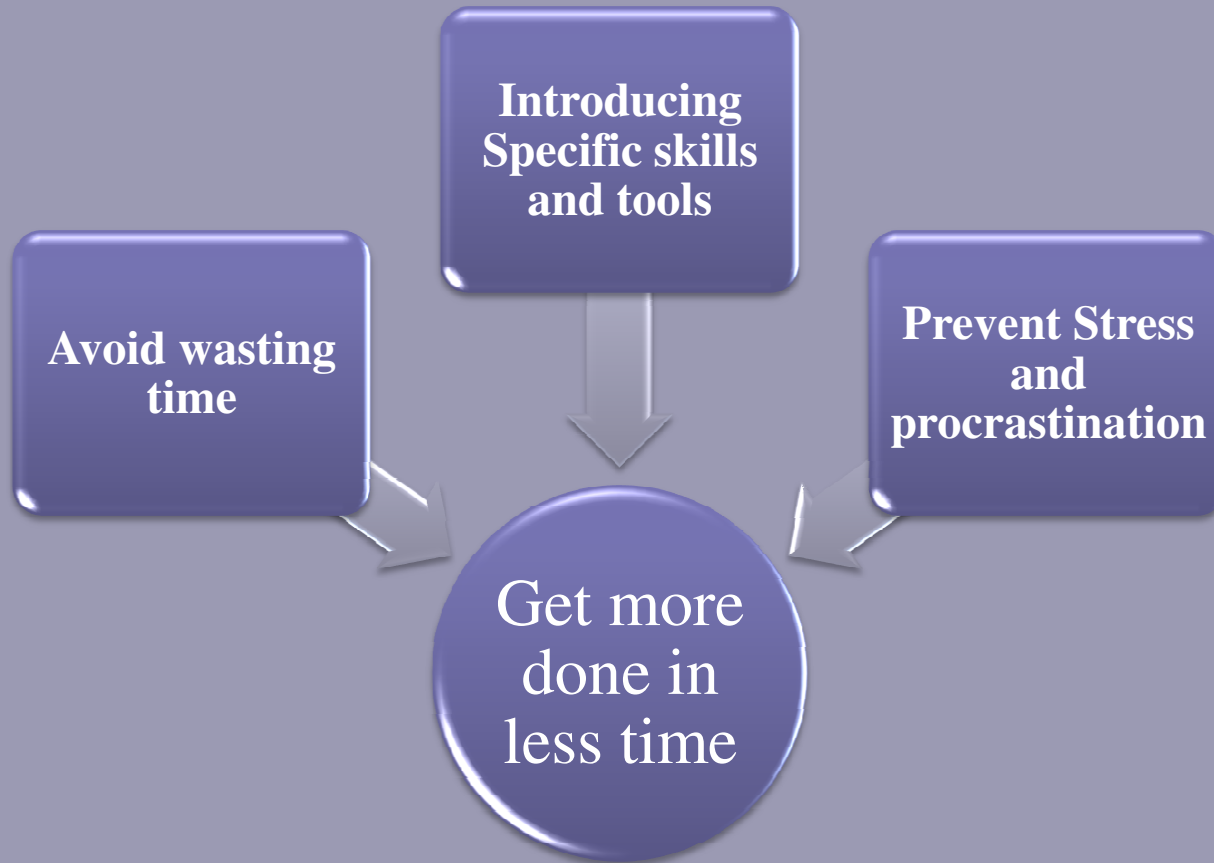 Introducing
Specific skills
and tools
Avoid wasting
time
Prevent Stress
and
procrastination
Get more
done in
less time